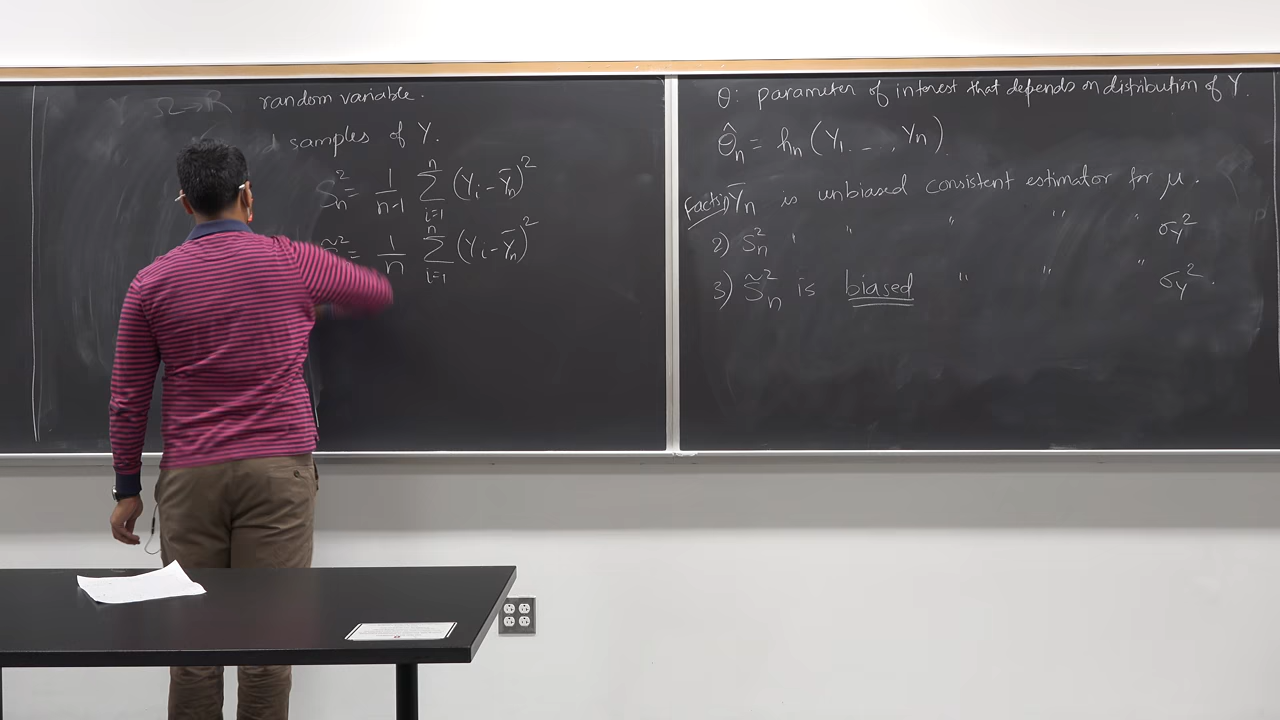 Ω→R random variable.
samples of Y.
S_n^2 = 1/(n-1) Σ_{i=1}^{n} (Y_i - Ȳ_n)^2
= 1/n Σ_{i=1}^{n} (Y_i - Ȳ_n)^2
θ: parameter of interest that depends on distribution of Y.
θ̂_n = h_n (Y_1 ..., Y_n)
Facts 1) Ȳ_n is unbiased consistent estimator for μ.
2) S_n^2 " " " " " σ_Y^2
3) S̃_n^2 is biased " " " σ_Y^2.